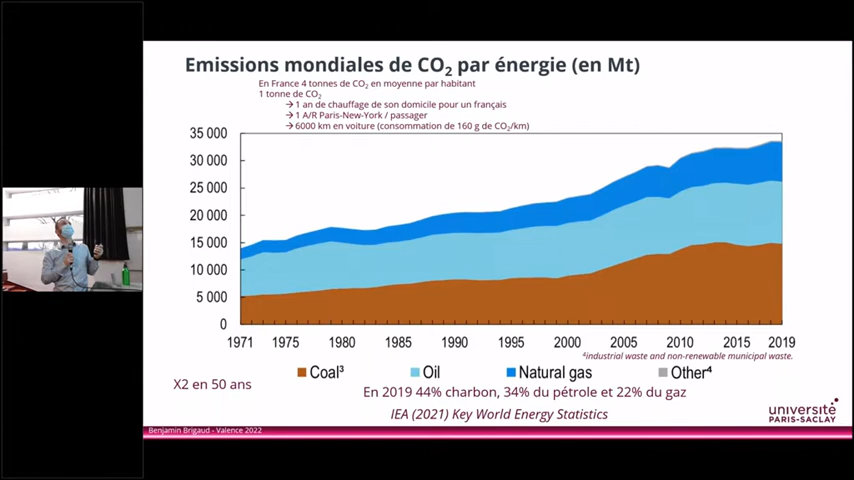 Emissions mondiales de CO₂ par énergie (en Mt)
En France 4 tonnes de CO₂ en moyenne par habitant
1 tonne de CO₂
→ 1 an de chauffage de son domicile pour un français
→ 1 A/R Paris-New-York / passager
→ 6000 km en voiture (consommation de 160 g de CO₂/km)
35 000
30 000
25 000
20 000
15 000
10 000
5 000
0
1971 1975 1980 1985 1990 1995 2000 2005 2010 2015 2019
⁴industrial waste and non-renewable municipal waste.
Coal³ Oil Natural gas Other⁴
X2 en 50 ans
En 2019 44% charbon, 34% du pétrole et 22% du gaz
IEA (2021) Key World Energy Statistics
université
PARIS-SACLAY
Benjamin Brigaud - Valence 2022